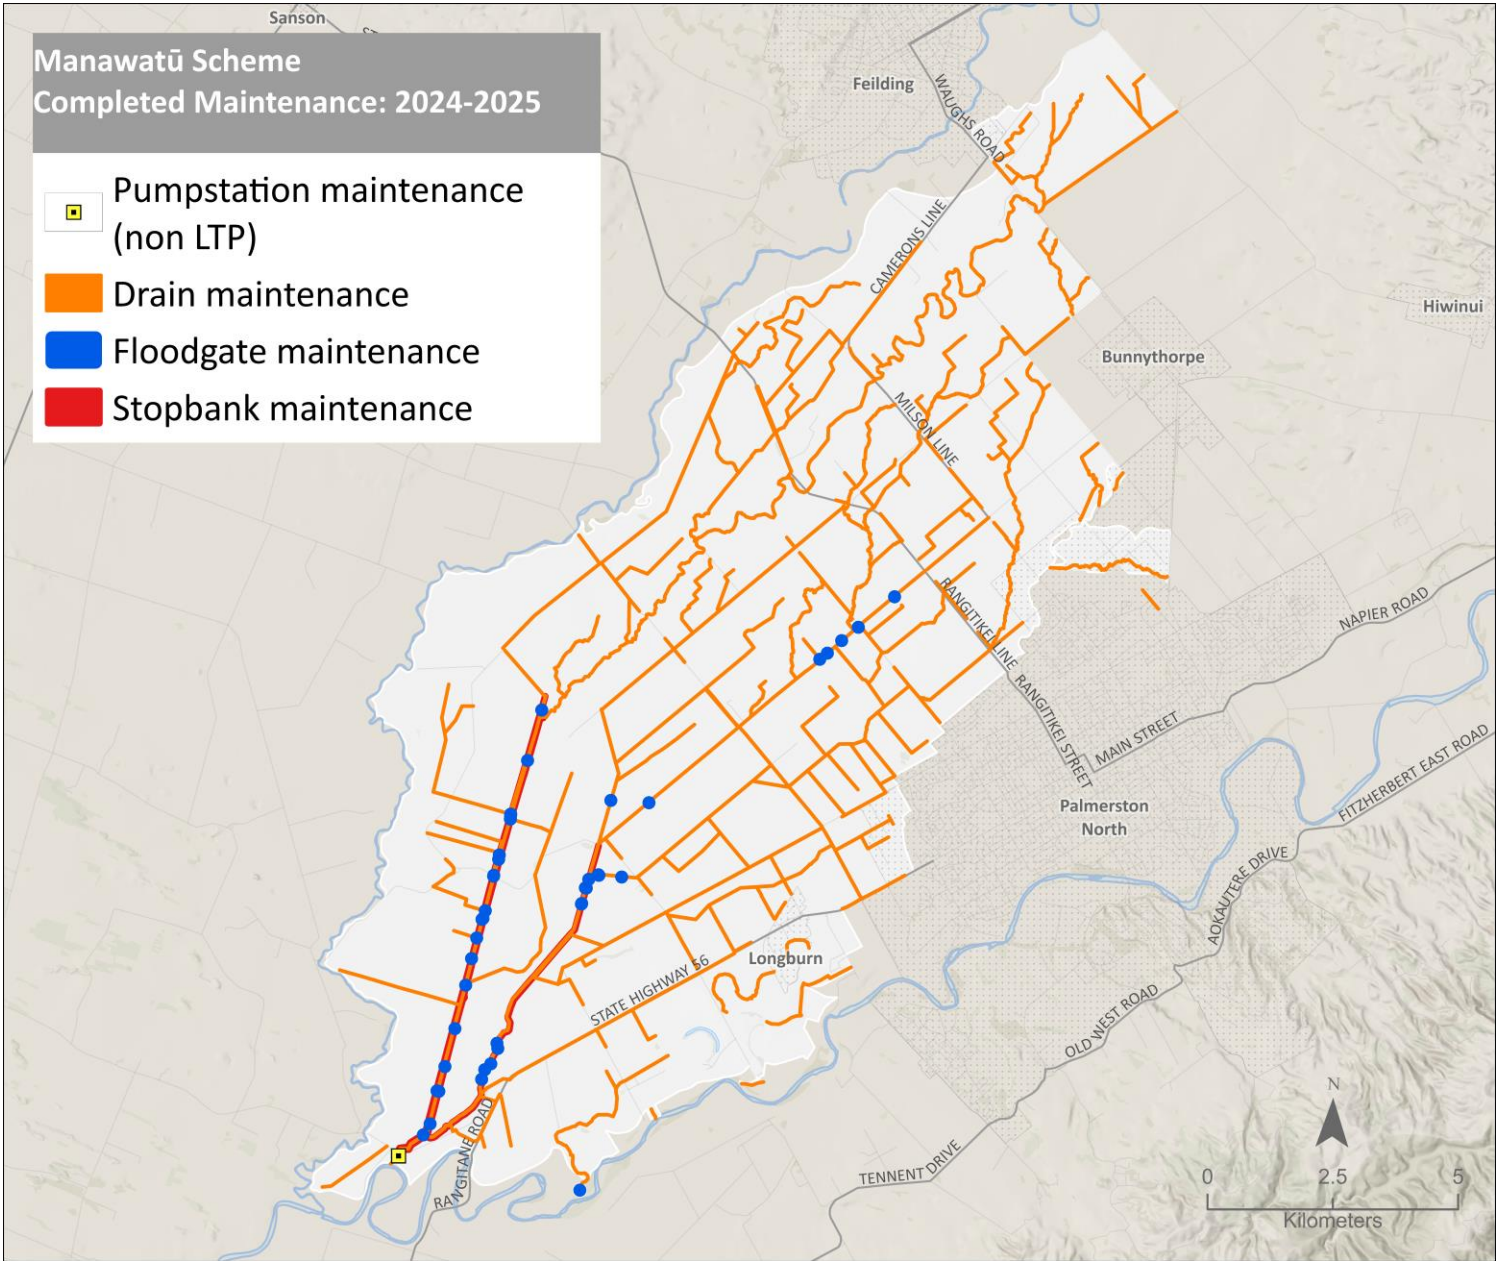 Sanson
Manawatū Scheme
Completed Maintenance: 2024-2025
Pumpstation maintenance
(non LTP)
Drain maintenance
Floodgate maintenance
Stopbank maintenance
Feilding
WAUGHS ROAD
CAMERONS LINE
Hiwinui
Bunnythorpe
MILSON LINE
RANGITIKEI LINE
NAPIER ROAD
RANGITIKEI STREET
MAIN STREET
FITZHERBERT EAST ROAD
Palmerston
North
AOKAUTERE DRIVE
Longburn
STATE HIGHWAY 56
OLD WEST ROAD
RANGITANE ROAD
TENNENT DRIVE
N
0 2.5 5
Kilometers